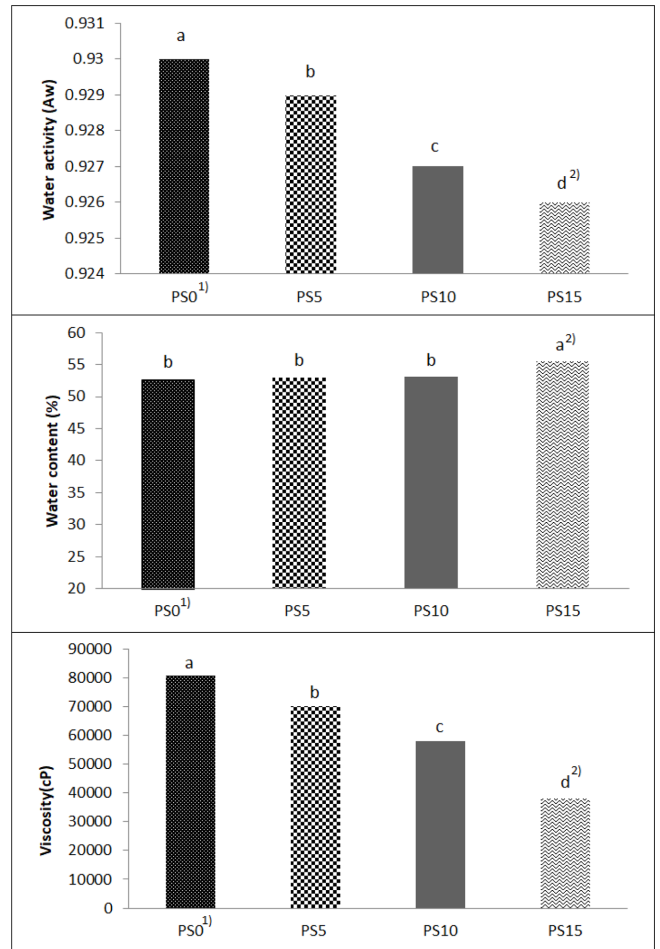 Water activity (Aw)
0.931
0.93
0.929
0.928
0.927
0.926
0.925
0.924
a
b
c
d2)
PS01) PS5 PS10 PS15
Water content (%)
60
55
50
45
40
35
30
25
20
b
b
b
a2)
PS01) PS5 PS10 PS15
Viscosity(cP)
90000
80000
70000
60000
50000
40000
30000
20000
10000
0
a
b
c
d2)
PS01) PS5 PS10 PS15